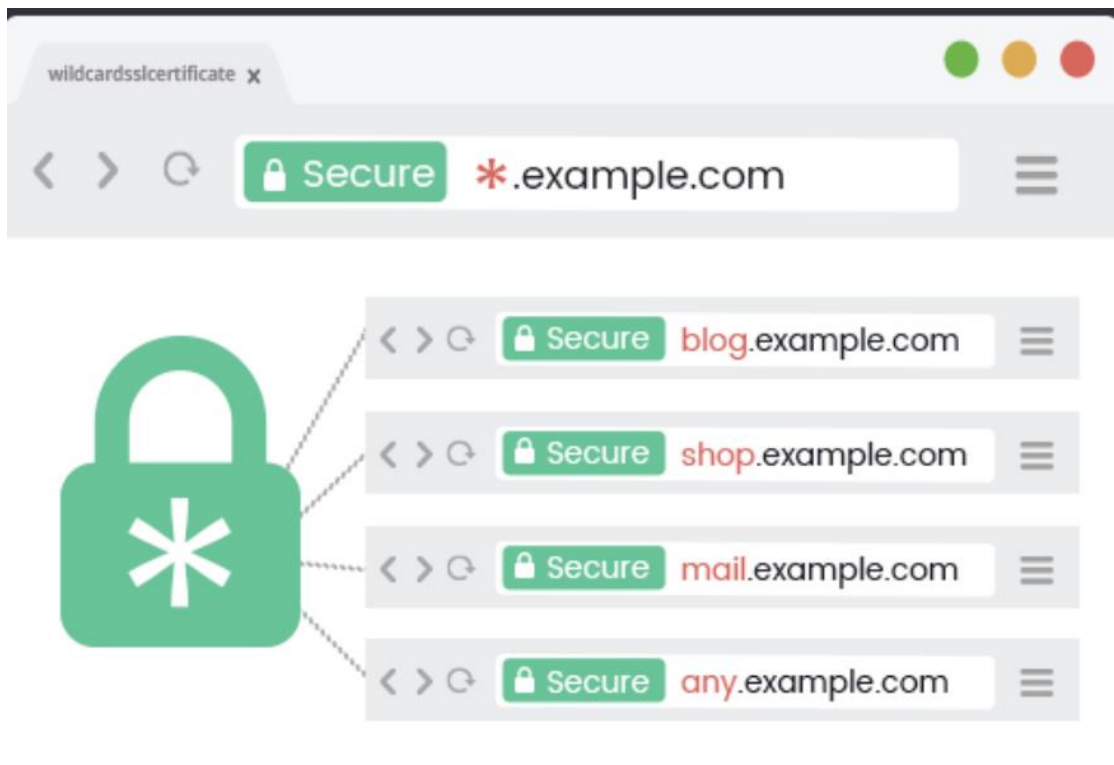 wildcardsslcertificate x
Secure *.example.com
Secure blog.example.com
Secure shop.example.com
* Secure mail.example.com
Secure any.example.com